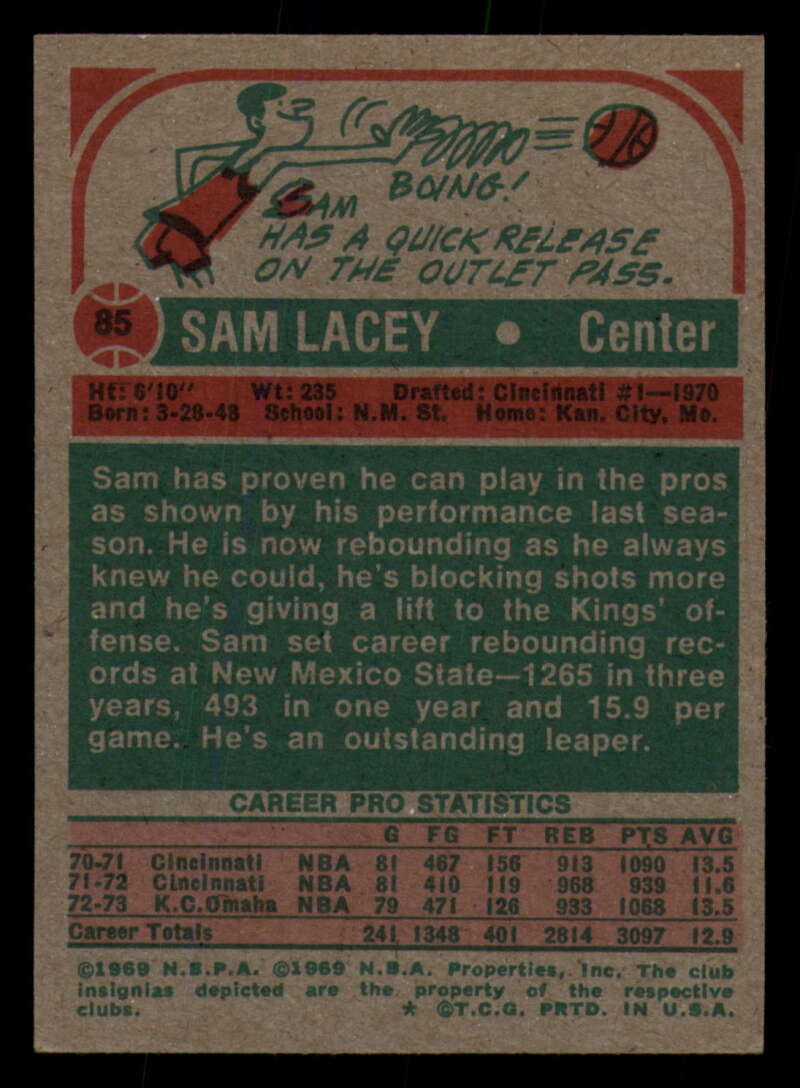 BOING!
SAM
HAS A QUICK RELEASE
ON THE OUTLET PASS.
85 SAM LACEY • Center
Ht: 6'10" Wt: 235 Drafted: Cincinnati #1—1970
Born: 3-28-48 School: N.M. St. Home: Kan. City, Mo.
Sam has proven he can play in the pros
as shown by his performance last sea-
son. He is now rebounding as he always
knew he could, he's blocking shots more
and he's giving a lift to the Kings' of-
fense. Sam set career rebounding rec-
ords at New Mexico State—1265 in three
years, 493 in one year and 15.9 per
game. He's an outstanding leaper.
CAREER PRO STATISTICS
G FG FT REB PTS AVG
70-71 Cincinnati NBA 81 467 156 913 1090 13.5
71-72 Cincinnati NBA 81 410 119 968 939 11.6
72-73 K.C.Omaha NBA 79 471 126 933 1068 13.5
Career Totals 241 1348 401 2814 3097 12.9
©1969 N.B.P.A. ©1969 N.B.A. Properties, Inc. The club
insignias depicted are the property of the respective
clubs. * ©T.C.G. PRTD. IN U.S.A.